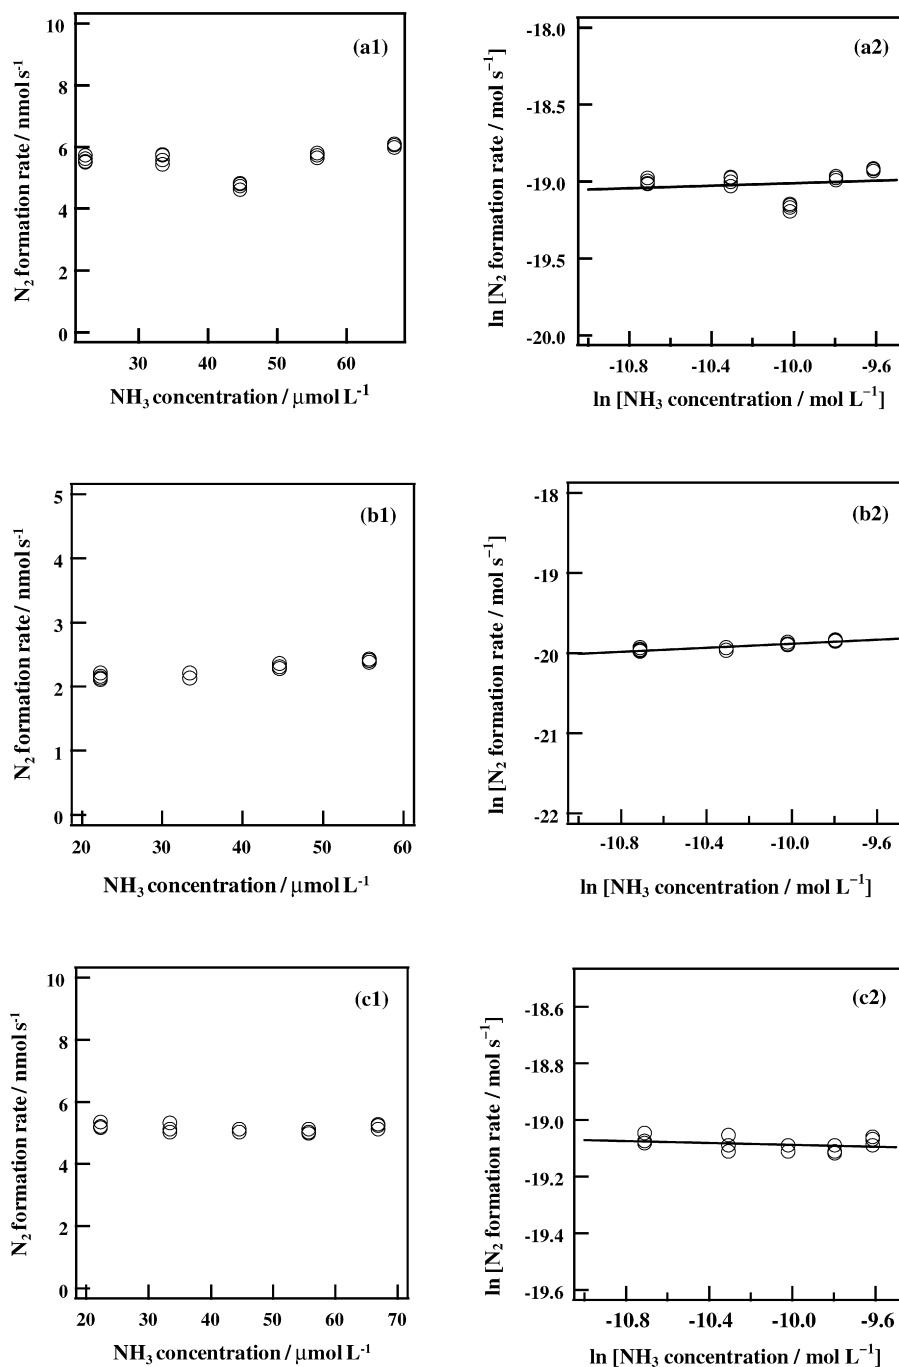 (a1)
N₂ formation rate / nmol s⁻¹
10
8
6
4
2
0
30 40 50 60
NH₃ concentration / μmol L⁻¹
(a2)
ln [N₂ formation rate / mol s⁻¹]
-18.0
-18.5
-19.0
-19.5
-20.0
-10.8 -10.4 -10.0 -9.6
ln [NH₃ concentration / mol L⁻¹]
(b1)
N₂ formation rate / nmol s⁻¹
5
4
3
2
1
0
20 30 40 50 60
NH₃ concentration / μmol L⁻¹
(b2)
ln [N₂ formation rate / mol s⁻¹]
-18
-19
-20
-21
-22
-10.8 -10.4 -10.0 -9.6
ln [NH₃ concentration / mol L⁻¹]
(c1)
N₂ formation rate / nmol s⁻¹
10
8
6
4
2
0
20 30 40 50 60 70
NH₃ concentration / μmol L⁻¹
(c2)
ln [N₂ formation rate / mol s⁻¹]
-18.6
-18.8
-19.0
-19.2
-19.4
-19.6
-10.8 -10.4 -10.0 -9.6
ln [NH₃ concentration / mol L⁻¹]